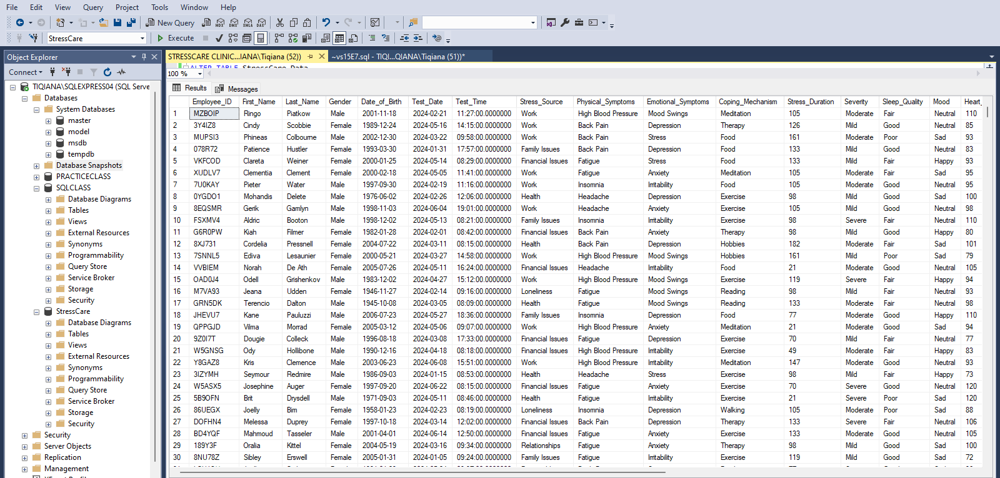 File Edit View Query Project Tools Window Help
New Query MDX DMX XMLA DAX
StressCare Execute
Object Explorer
Connect
TIQIANA\SQLEXPRESS04 (SQL Serve
Databases
System Databases
master
model
msdb
tempdb
Database Snapshots
PRACTICECLASS
SQLCLASS
Database Diagrams
Tables
Views
External Resources
Synonyms
Programmability
Query Store
Service Broker
Storage
Security
StressCare
Database Diagrams
Tables
Views
External Resources
Synonyms
Programmability
Query Store
Service Broker
Storage
Security
Security
Server Objects
Replication
Management
STRESSCARE CLINIC...IANA\Tiqiana (52)) ~vs15E7.sql - TIQI...QIANA\Tiqiana (51))*
ALTER TABLE StressCare Data
100 %
Results Messages
Employee_ID First_Name Last_Name Gender Date_of_Birth Test_Date Test_Time Stress_Source Physical_Symptoms Emotional_Symptoms Coping_Mechanism Stress_Duration Severity Sleep_Quality Mood Heart_
1 MZBOIP Ringo Piatkow Male 2001-11-18 2024-02-21 11:27:00.0000000 Work High Blood Pressure Mood Swings Meditation 105 Moderate Fair Neutral 110
2 3Y4IZ8 Cindy Scobbie Female 1989-12-24 2024-05-16 14:15:00.0000000 Work Back Pain Depression Therapy 126 Mild Good Neutral 85
3 MUPSI3 Phineas Colbourne Male 2002-12-30 2024-03-22 09:58:00.0000000 Work Back Pain Stress Food 161 Moderate Poor Sad 93
4 078R72 Patience Hustler Female 1993-03-30 2024-01-31 17:57:00.0000000 Family Issues Back Pain Depression Food 133 Mild Good Neutral 83
5 VKFCOD Clareta Weiner Female 2000-01-25 2024-05-14 08:29:00.0000000 Financial Issues Fatigue Stress Food 133 Mild Fair Happy 93
6 XUDLV7 Clementia Clement Female 2000-02-18 2024-05-05 11:41:00.0000000 Work Fatigue Anxiety Meditation 105 Moderate Fair Sad 95
7 7U0KAY Pieter Water Male 1997-09-30 2024-02-19 11:16:00.0000000 Work Insomnia Irritability Food 105 Moderate Good Neutral 95
8 0YGDO1 Mohandis Delete Male 1976-06-02 2024-02-26 12:06:00.0000000 Health Headache Depression Exercise 98 Mild Good Sad 100
9 8EQSMR Gerik Gamlyn Male 1998-11-03 2024-06-04 19:01:00.0000000 Work Headache Anxiety Exercise 105 Mild Good Neutral 98
10 FSXMV4 Aldric Booton Male 1998-12-02 2024-05-13 08:21:00.0000000 Family Issues Insomnia Irritability Exercise 98 Severe Fair Neutral 110
11 G6R0PW Kiah Filmer Female 1982-01-28 2024-02-01 08:42:00.0000000 Financial Issues Back Pain Anxiety Therapy 98 Mild Good Happy 80
12 8XJ731 Cordelia Pressnell Female 2004-07-22 2024-03-11 08:15:00.0000000 Health Back Pain Depression Hobbies 182 Moderate Fair Sad 101
13 7SNNL5 Ediva Lesaunier Female 2000-05-21 2024-03-27 14:58:00.0000000 Work High Blood Pressure Mood Swings Hobbies 161 Mild Poor Sad 79
14 VVBIEM Norah De Ath Female 2005-07-26 2024-05-11 16:24:00.0000000 Financial Issues Headache Irritability Food 21 Moderate Good Neutral 105
15 OAD0J4 Odell Grishenkov Male 1983-12-02 2024-04-27 15:12:00.0000000 Work High Blood Pressure Mood Swings Exercise 119 Severe Fair Happy 94
16 M7VA93 Jeana Udden Female 1946-11-27 2024-02-14 09:16:00.0000000 Loneliness Fatigue Mood Swings Reading 98 Mild Fair Neutral 93
17 GRN5DK Terencio Dalton Male 1945-10-08 2024-03-05 08:09:00.0000000 Health Fatigue Mood Swings Reading 133 Moderate Fair Neutral 98
18 JHEVU7 Kane Pauluzzi Male 2006-07-23 2024-05-27 18:36:00.0000000 Family Issues Insomnia Depression Food 77 Moderate Good Happy 110
19 QPPGJD Vilma Morrad Female 2005-03-12 2024-05-06 09:07:00.0000000 Work High Blood Pressure Anxiety Meditation 21 Moderate Good Sad 94
20 9Z0I7T Dougie Colleck Male 1996-08-18 2024-03-08 17:33:00.0000000 Financial Issues Fatigue Depression Exercise 70 Mild Fair Neutral 77
21 W5GNSG Ody Hollibone Male 1990-12-16 2024-04-18 08:18:00.0000000 Financial Issues High Blood Pressure Irritability Exercise 49 Moderate Fair Happy 83
22 Y8GAZ8 Kris Clemence Male 2003-06-23 2024-06-08 15:51:00.0000000 Work High Blood Pressure Irritability Meditation 147 Moderate Good Neutral 93
23 3IZYMH Seymour Redmire Male 1986-09-03 2024-01-15 08:53:00.0000000 Health Headache Stress Exercise 98 Mild Fair Happy 73
24 W5ASX5 Josephine Auger Female 1997-09-20 2024-06-22 08:15:00.0000000 Financial Issues Fatigue Anxiety Exercise 70 Severe Good Neutral 120
25 5B9OFN Brit Drysdell Male 1971-09-03 2024-05-11 08:46:00.0000000 Health Fatigue Irritability Exercise 21 Severe Poor Sad 120
26 86UEGX Joelly Bim Female 1958-01-23 2024-02-23 08:19:00.0000000 Loneliness Insomnia Depression Walking 105 Moderate Poor Sad 88
27 DOFHN4 Melessa Duprey Female 1997-10-18 2024-03-14 12:02:00.0000000 Financial Issues Back Pain Depression Therapy 133 Severe Fair Neutral 106
28 BD4YQF Mahmoud Tasseler Male 2001-04-01 2024-06-14 12:50:00.0000000 Financial Issues Fatigue Anxiety Exercise 133 Moderate Good Neutral 105
29 189Y3F Oralia Kittel Female 2004-05-19 2024-03-16 09:34:00.0000000 Relationships Fatigue Anxiety Therapy 98 Mild Good Sad 100
30 8NU78Z Sibley Erswell Female 2005-01-31 2024-01-05 09:24:00.0000000 Family Issues Fatigue Depression Exercise 119 Mild Good Sad 72